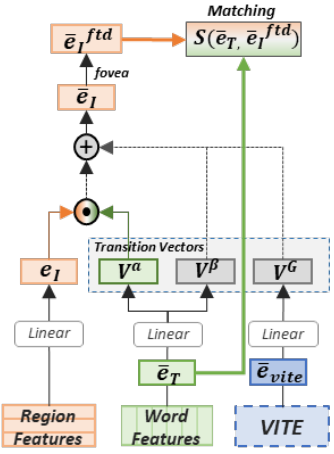 Matching
ē_I^ftd
S(ē_T, ē_I^ftd)
fovea
ē_I
+
Transition Vectors
e_I
V^a
V^β
V^G
Linear
Linear
Linear
ē_T
ē_vite
Region
Features
Word
Features
VITE